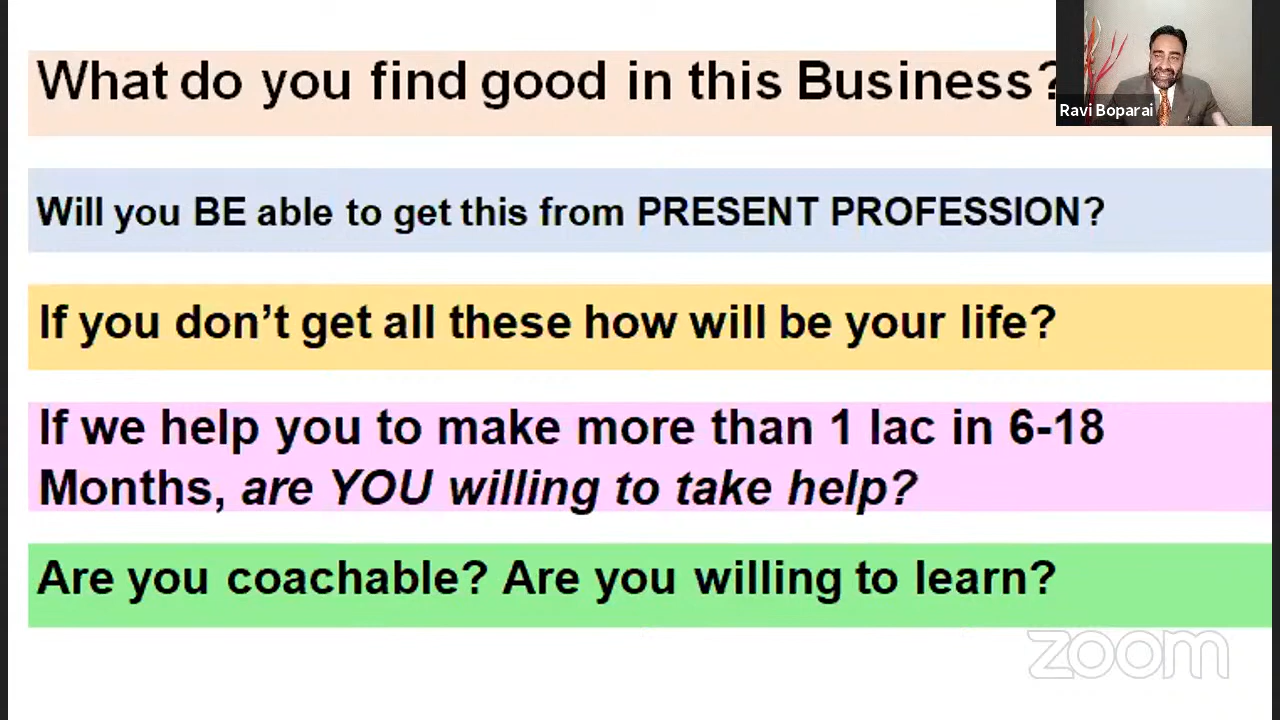 What do you find good in this Business?
Ravi Boparai
Will you BE able to get this from PRESENT PROFESSION?
If you don’t get all these how will be your life?
If we help you to make more than 1 lac in 6-18
Months, are YOU willing to take help?
Are you coachable? Are you willing to learn?
zoom